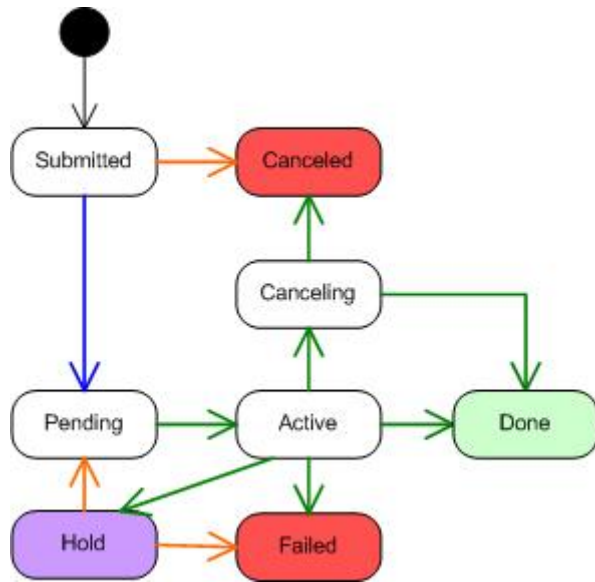 Submitted
Canceled
Canceling
Pending
Active
Done
Hold
Failed